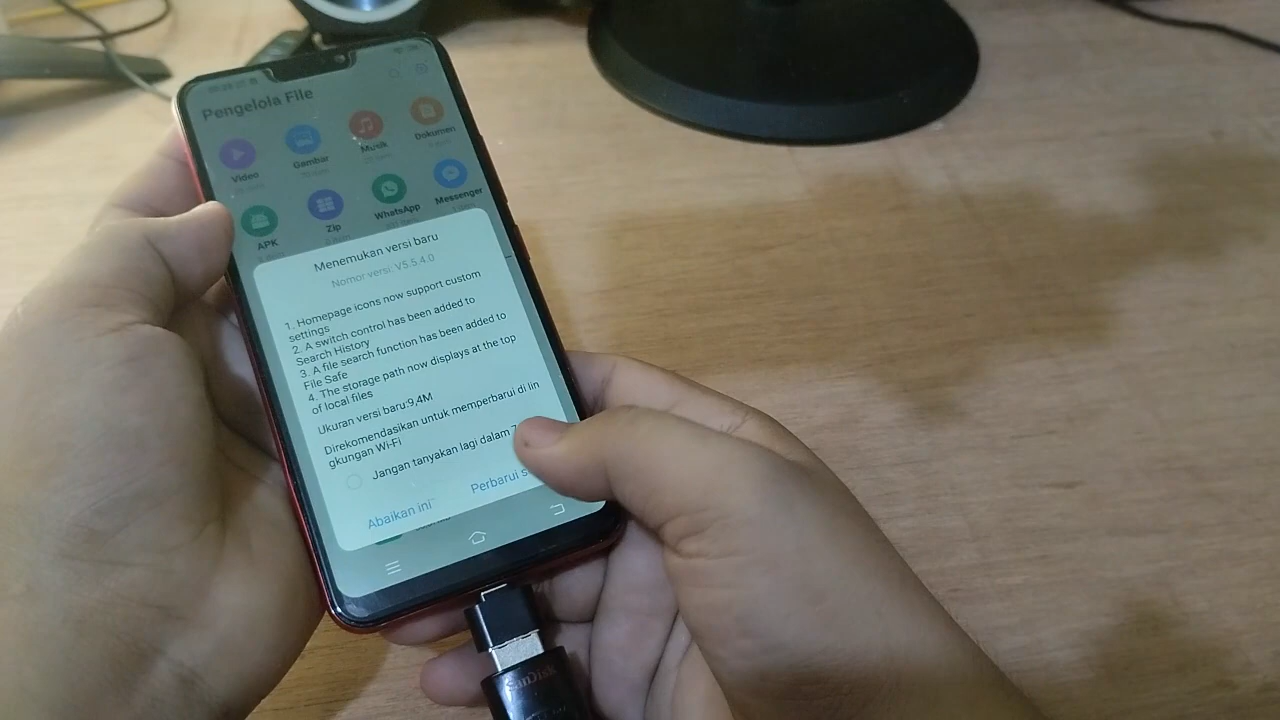 Pengelola File
Video
Gambar
Musik
Dokumen
APK
Zip
WhatsApp
Messenger
Menemukan versi baru
Nomor versi: V5.5.4.0
1. Homepage icons now support custom
settings
2. A switch control has been added to
Search History
3. A file search function has been added to
File Safe
4. The storage path now displays at the top
of local files
Ukuran versi baru:9,4M
Direkomendasikan untuk memperbarui di lin
gkungan Wi-Fi
Jangan tanyakan lagi dalam 7
Abaikan ini
Perbarui s
SanDisk